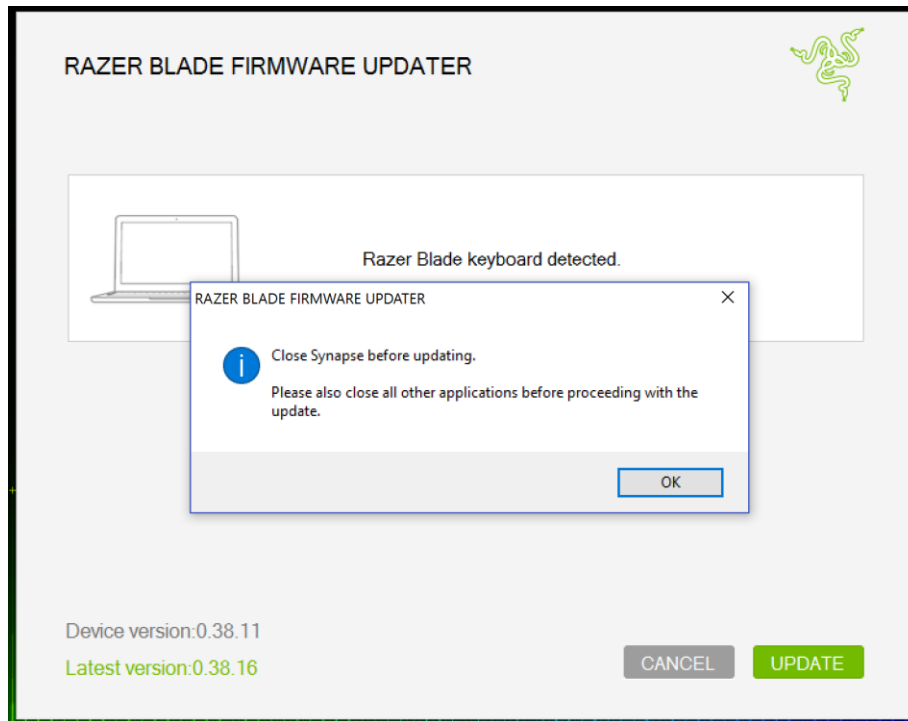 RAZER BLADE FIRMWARE UPDATER
Razer Blade keyboard detected.
RAZER BLADE FIRMWARE UPDATER
Close Synapse before updating.
Please also close all other applications before proceeding with the
update.
OK
Device version:0.38.11
Latest version:0.38.16
CANCEL
UPDATE